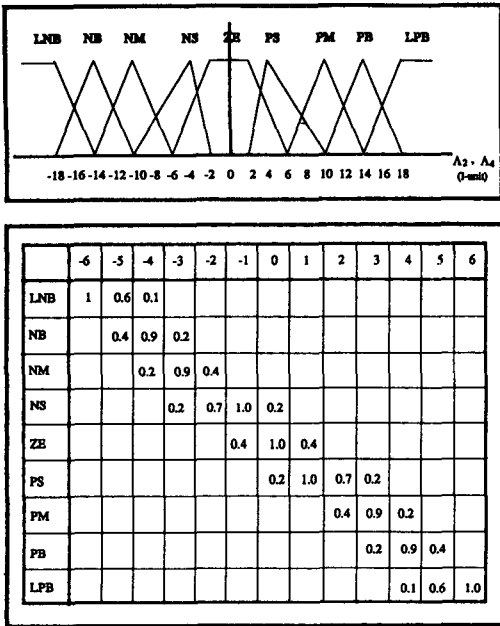 LNB NB NM NS ZE PS PM PB LPB
-18 -16 -14 -12 -10 -8 -6 -4 -2 0 2 4 6 8 10 12 14 16 18
Λ2 , Λ4
(I-unit)
-6 -5 -4 -3 -2 -1 0 1 2 3 4 5 6
LNB 1 0.6 0.1
NB 0.4 0.9 0.2
NM 0.2 0.9 0.4
NS 0.2 0.7 1.0 0.2
ZE 0.4 1.0 0.4
PS 0.2 1.0 0.7 0.2
PM 0.4 0.9 0.2
PB 0.2 0.9 0.4
LPB 0.1 0.6 1.0